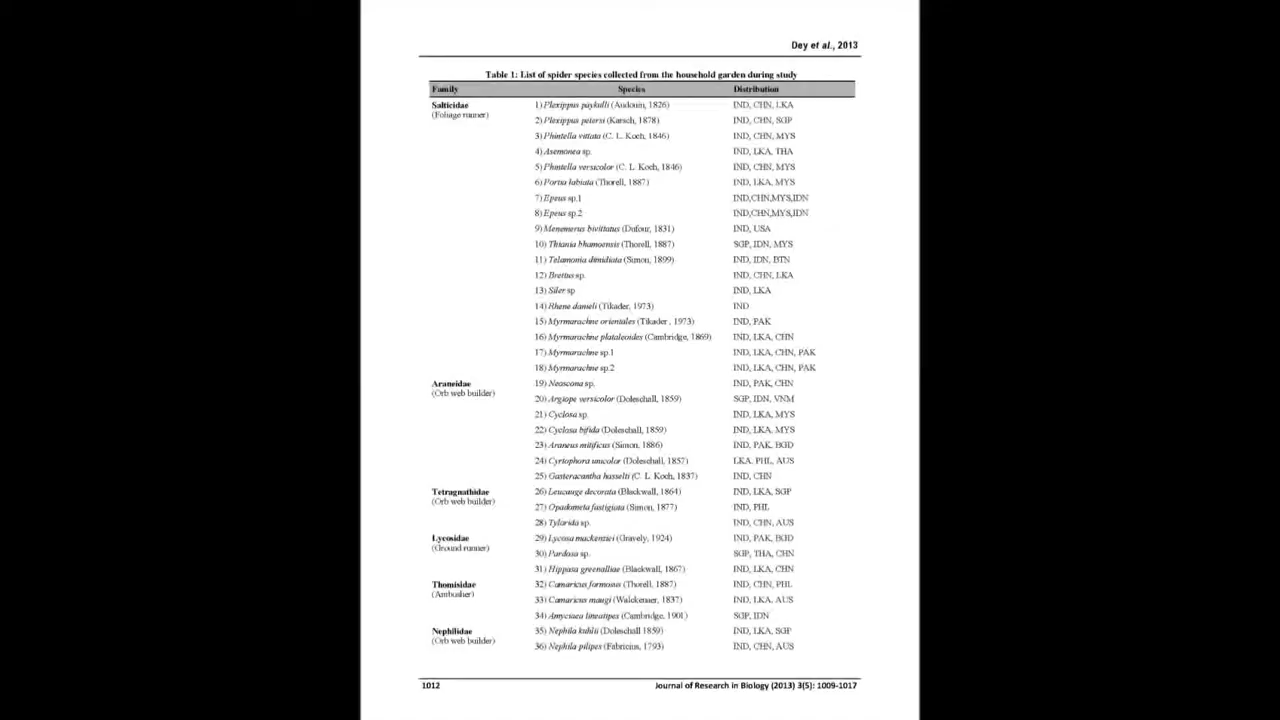 Dey et al., 2013
Table 1: List of spider species collected from the household garden during study
Family Species Distribution
Salticidae 1) Plexippus paykulli (Audouin, 1826) IND, CHN, LKA
(Foliage runner)
2) Plexippus petersi (Karsch, 1878) IND, CHN, SGP
3) Phintella vittata (C. L. Koch, 1846) IND, CHN, MYS
4) Asemonea sp. IND, LKA, THA
5) Phintella versicolor (C. L. Koch, 1846) IND, CHN, MYS
6) Portia labiata (Thorell, 1887) IND, LKA, MYS
7) Epeus sp.1 IND,CHN,MYS,IDN
8) Epeus sp.2 IND,CHN,MYS,IDN
9) Menemerus bivittatus (Dufour, 1831) IND, USA
10) Thiania bhamoensis (Thorell, 1887) SGP, IDN, MYS
11) Telamonia dimidiata (Simon, 1899) IND, IDN, BTN
12) Brettus sp. IND, CHN, LKA
13) Siler sp IND, LKA
14) Rhene danieli (Tikader, 1973) IND
15) Myrmarachne orientales (Tikader , 1973) IND, PAK
16) Myrmarachne plataleoides (Cambridge, 1869) IND, LKA, CHN
17) Myrmarachne sp.1 IND, LKA, CHN, PAK
18) Myrmarachne sp.2 IND, LKA, CHN, PAK
Araneidae 19) Neoscona sp. IND, PAK, CHN
(Orb web builder)
20) Argiope versicolor (Doleschall, 1859) SGP, IDN, VNM
21) Cyclosa sp. IND, LKA, MYS
22) Cyclosa bifida (Doleschall, 1859) IND, LKA, MYS
23) Araneus mitificus (Simon, 1886) IND, PAK, BGD
24) Cyrtophora unicolor (Doleschall, 1857) LKA, PHL, AUS
25) Gasteracantha hasselti (C. L. Koch, 1837) IND, CHN
Tetragnathidae 26) Leucauge decorata (Blackwall, 1864) IND, LKA, SGP
(Orb web builder)
27) Opadometa fastigiata (Simon, 1877) IND, PHL
28) Tylorida sp. IND, CHN, AUS
Lycosidae 29) Lycosa mackenziei (Gravely, 1924) IND, PAK, BGD
(Ground runner)
30) Pardosa sp. SGP, THA, CHN
31) Hippasa greenalliae (Blackwall, 1867) IND, LKA, CHN
Thomisidae 32) Camaricus formosus (Thorell, 1887) IND, CHN, PHL
(Ambusher)
33) Camaricus maugi (Walckenaer, 1837) IND, LKA, AUS
34) Amyciaea lineatipes (Cambridge, 1901) SGP, IDN
Nephilidae 35) Nephila kuhlii (Doleschall 1859) IND, LKA, SGP
(Orb web builder)
36) Nephila pilipes (Fabricius, 1793) IND, CHN, AUS
1012 Journal of Research in Biology (2013) 3(5): 1009-1017